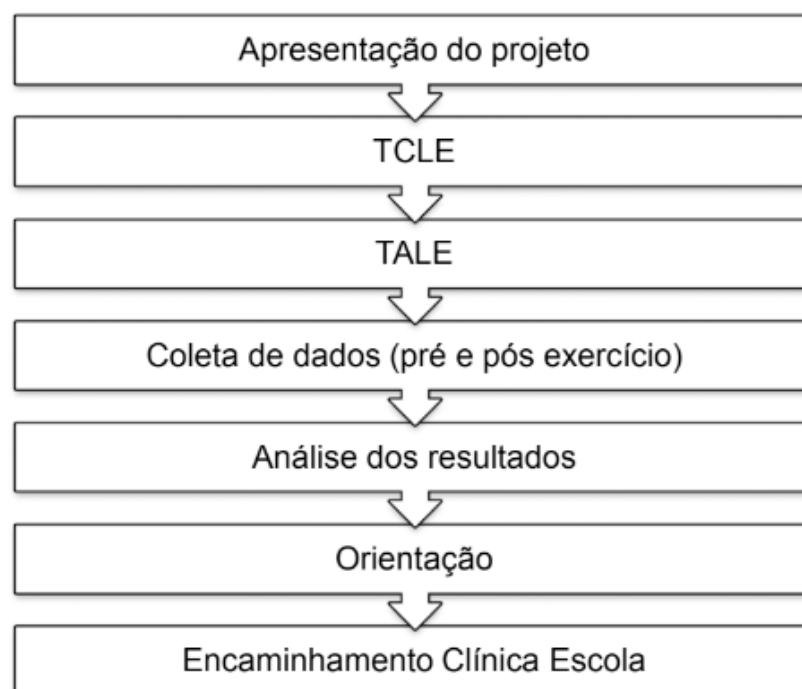 Apresentação do projeto
TCLE
TALE
Coleta de dados (pré e pós exercício)
Análise dos resultados
Orientação
Encaminhamento Clínica Escola